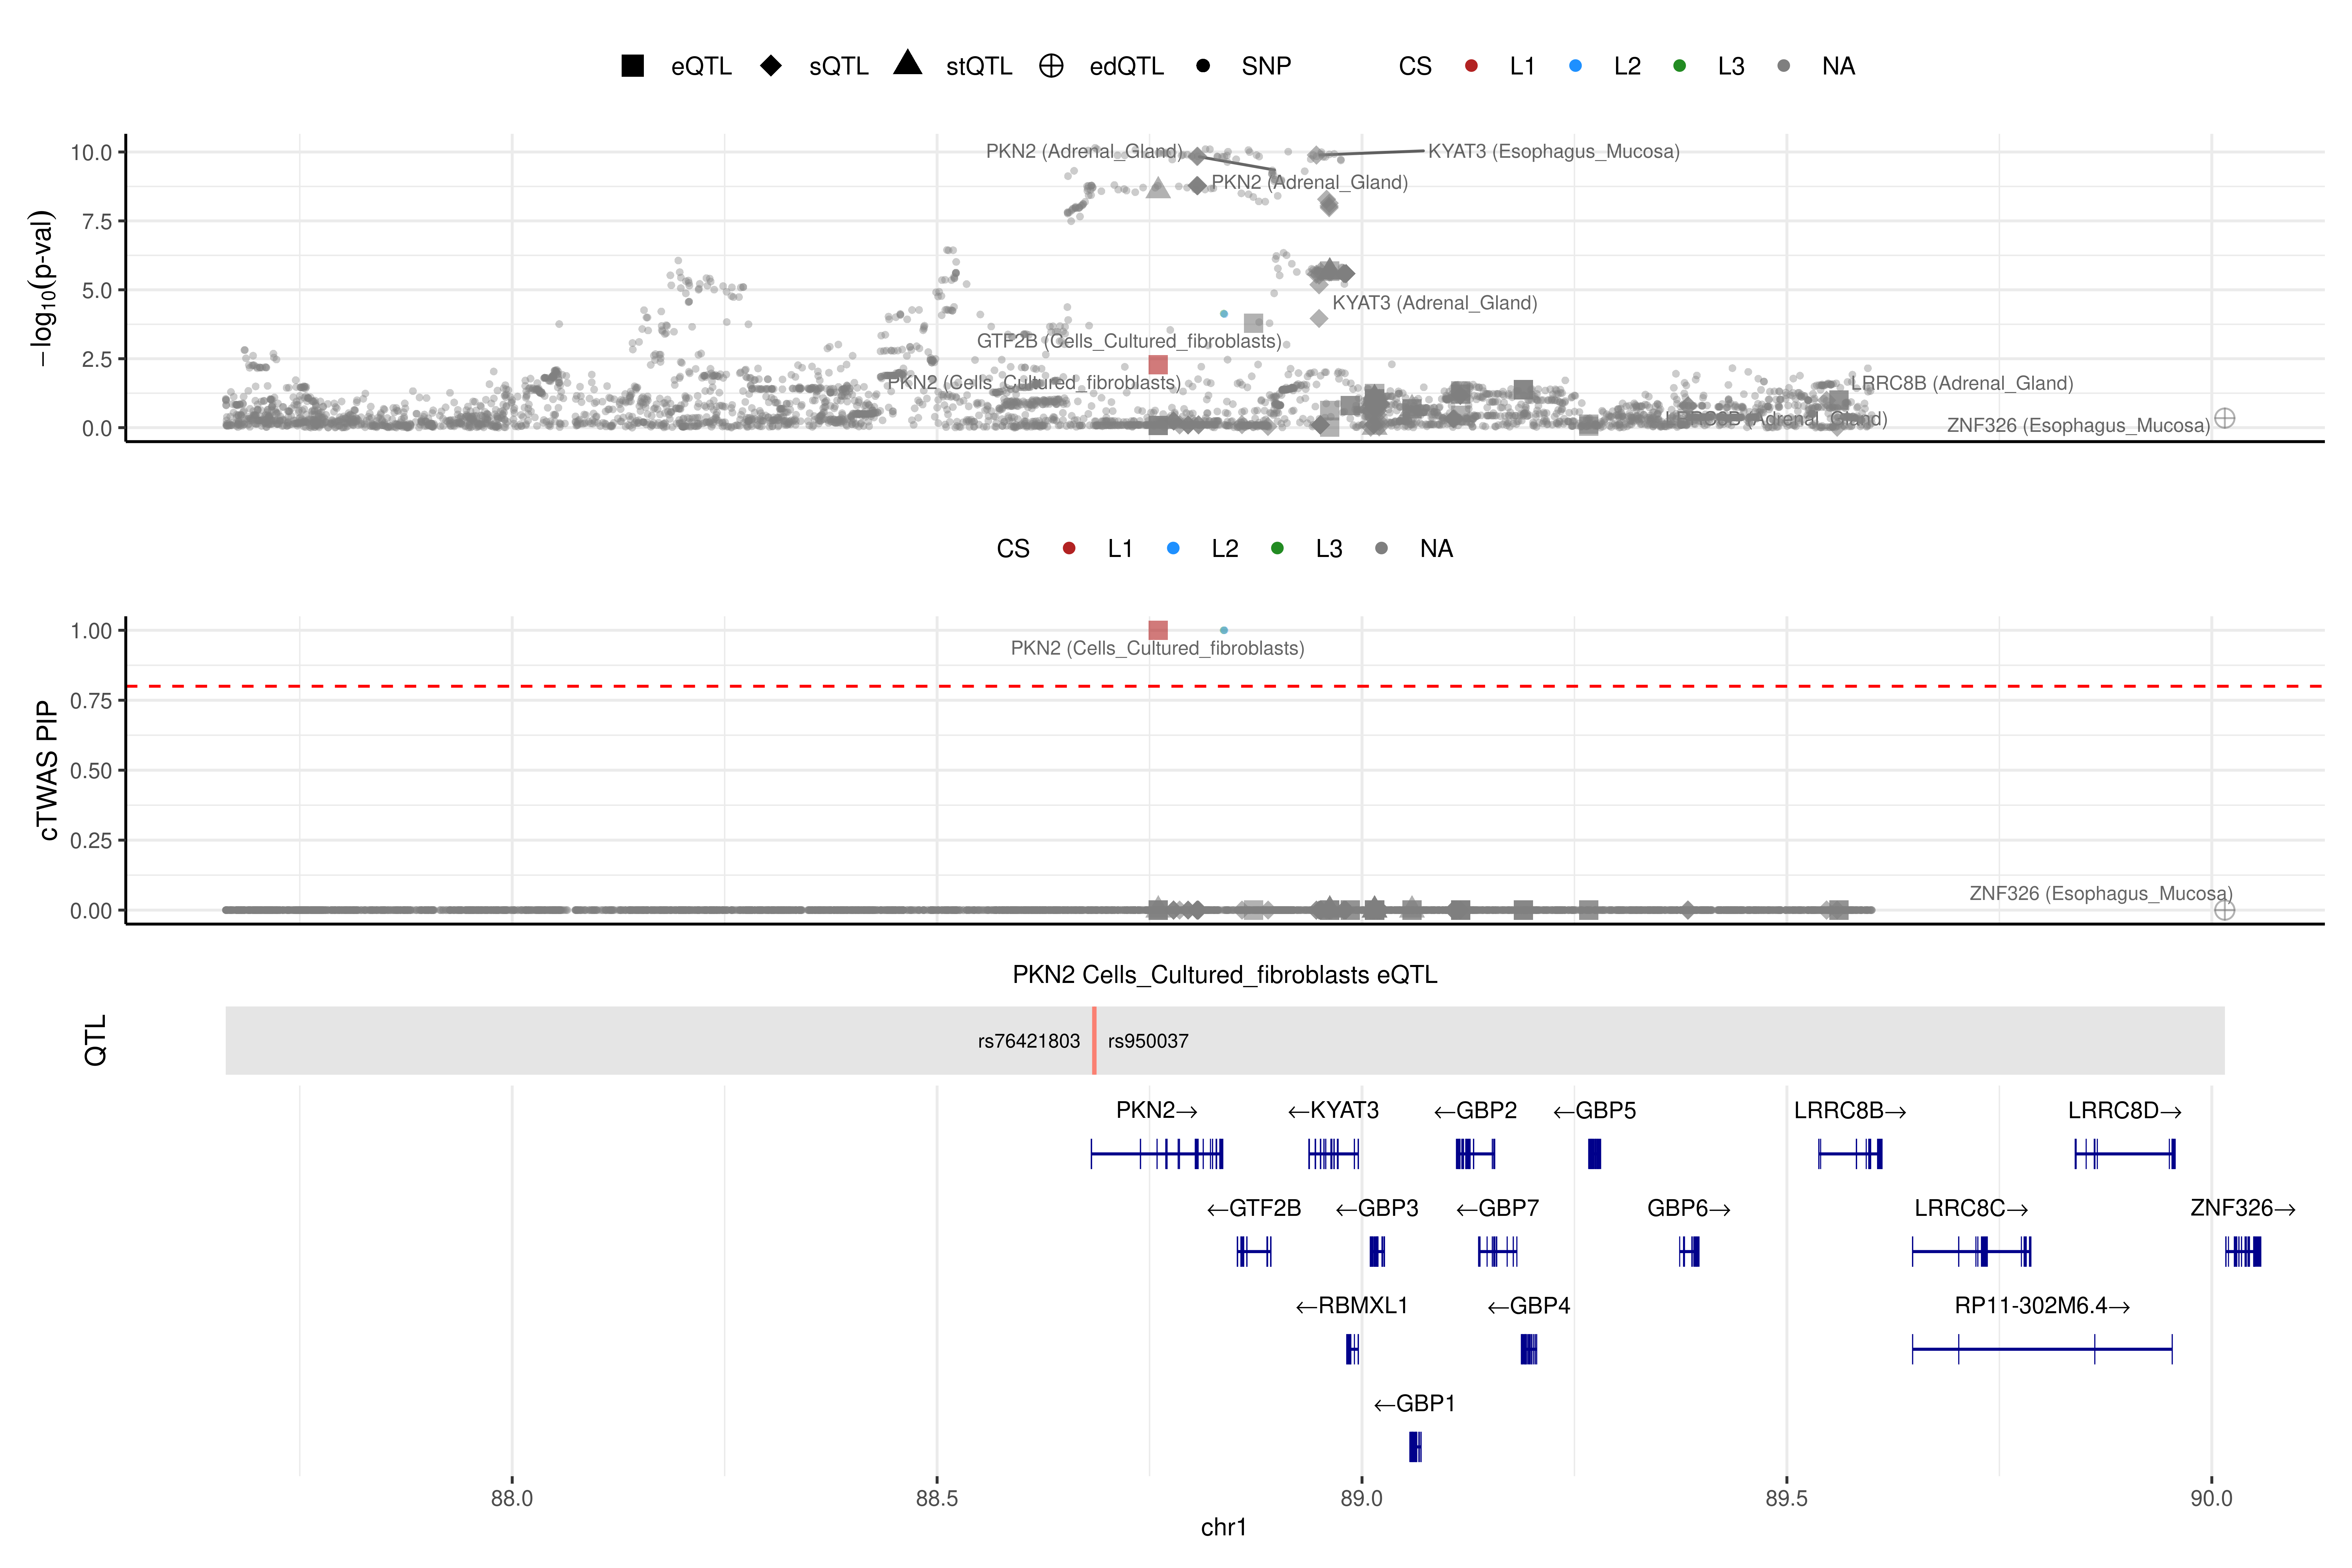 eQTL sQTL stQTL edQTL SNP CS L1 L2 L3 NA
−log10(p-val)
10.0
7.5
5.0
2.5
0.0
PKN2 (Adrenal_Gland)
KYAT3 (Esophagus_Mucosa)
PKN2 (Adrenal_Gland)
KYAT3 (Adrenal_Gland)
GTF2B (Cells_Cultured_fibroblasts)
PKN2 (Cells_Cultured_fibroblasts)
LRRC8B (Adrenal_Gland)
LRRC8B (Adrenal_Gland)
ZNF326 (Esophagus_Mucosa)
CS L1 L2 L3 NA
cTWAS PIP
1.00
0.75
0.50
0.25
0.00
PKN2 (Cells_Cultured_fibroblasts)
ZNF326 (Esophagus_Mucosa)
PKN2 Cells_Cultured_fibroblasts eQTL
QTL
rs76421803 rs950037
PKN2→ ←KYAT3 ←GBP2 ←GBP5 LRRC8B→ LRRC8D→
←GTF2B ←GBP3 ←GBP7 GBP6→ LRRC8C→ ZNF326→
←RBMXL1 ←GBP4 RP11-302M6.4→
←GBP1
88.0 88.5 89.0 89.5 90.0
chr1